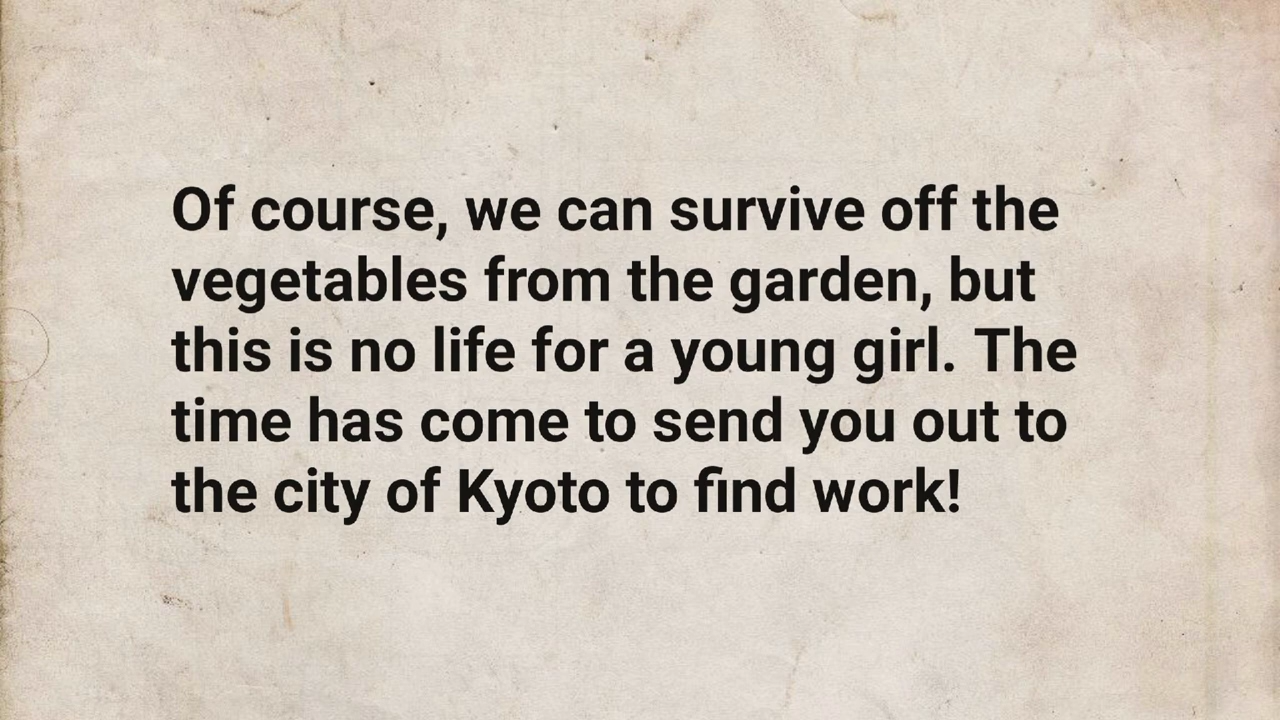 Of course, we can survive off the
vegetables from the garden, but
this is no life for a young girl. The
time has come to send you out to
the city of Kyoto to find work!